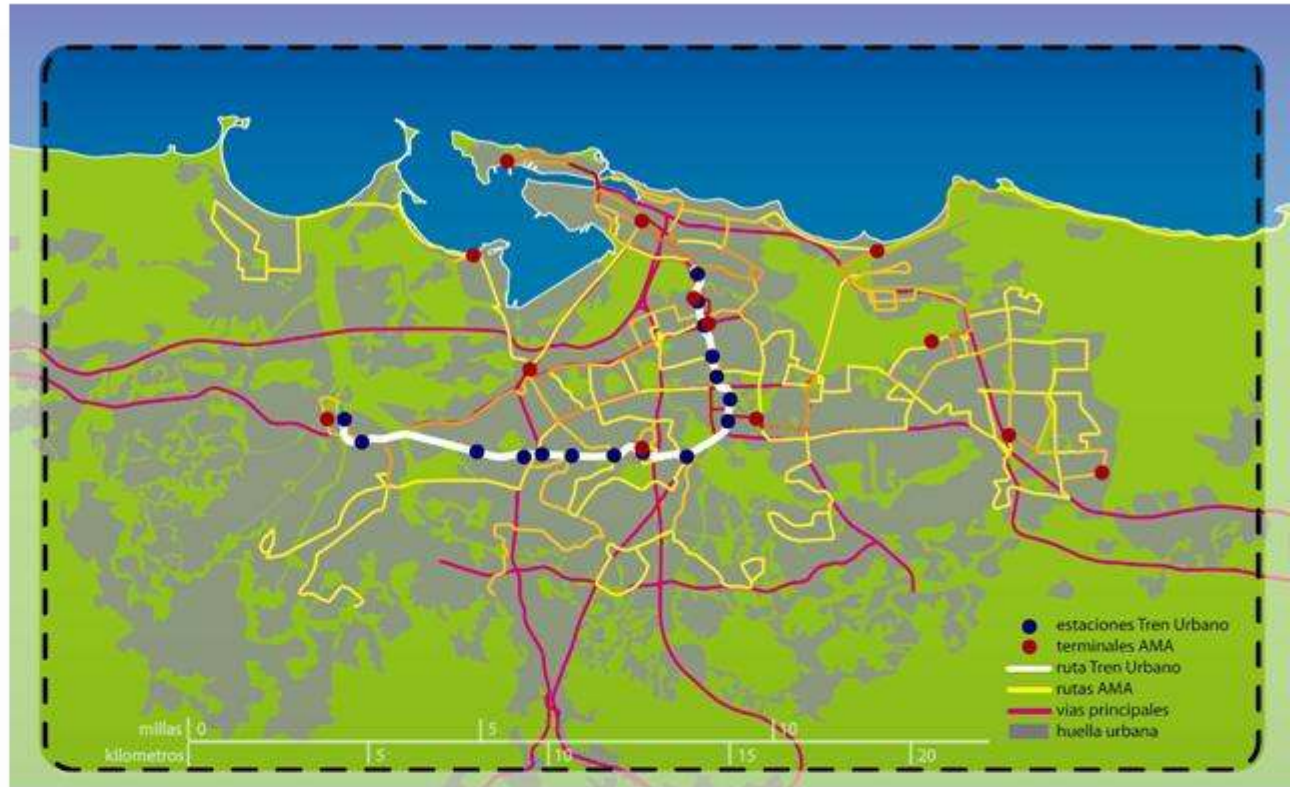 estaciones Tren Urbano
terminales AMA
ruta Tren Urbano
rutas AMA
vias principales
huella urbana
millas 0 5 10
kilometros 5 10 15 20